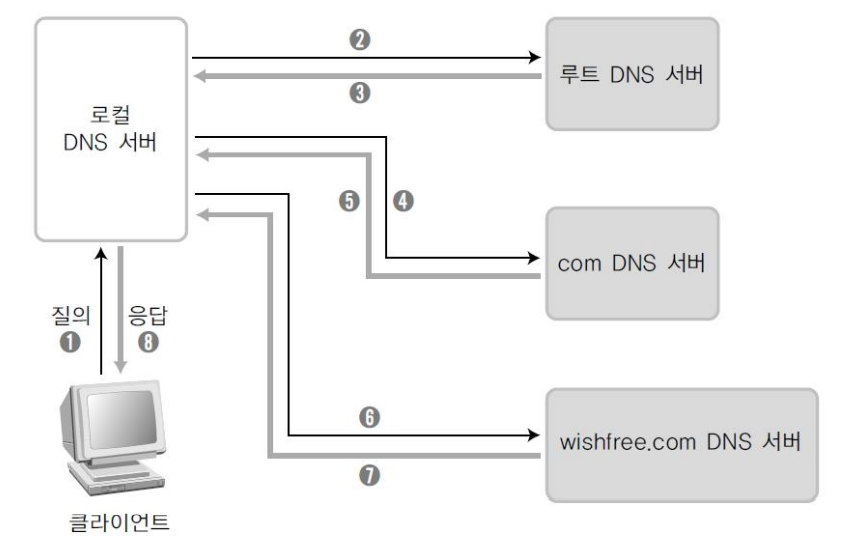 ❷
루트 DNS 서버
❸
로컬
DNS 서버
❺ ❹
com DNS 서버
질의 응답
❶ ❽
❻
wishfree.com DNS 서버
❼
클라이언트